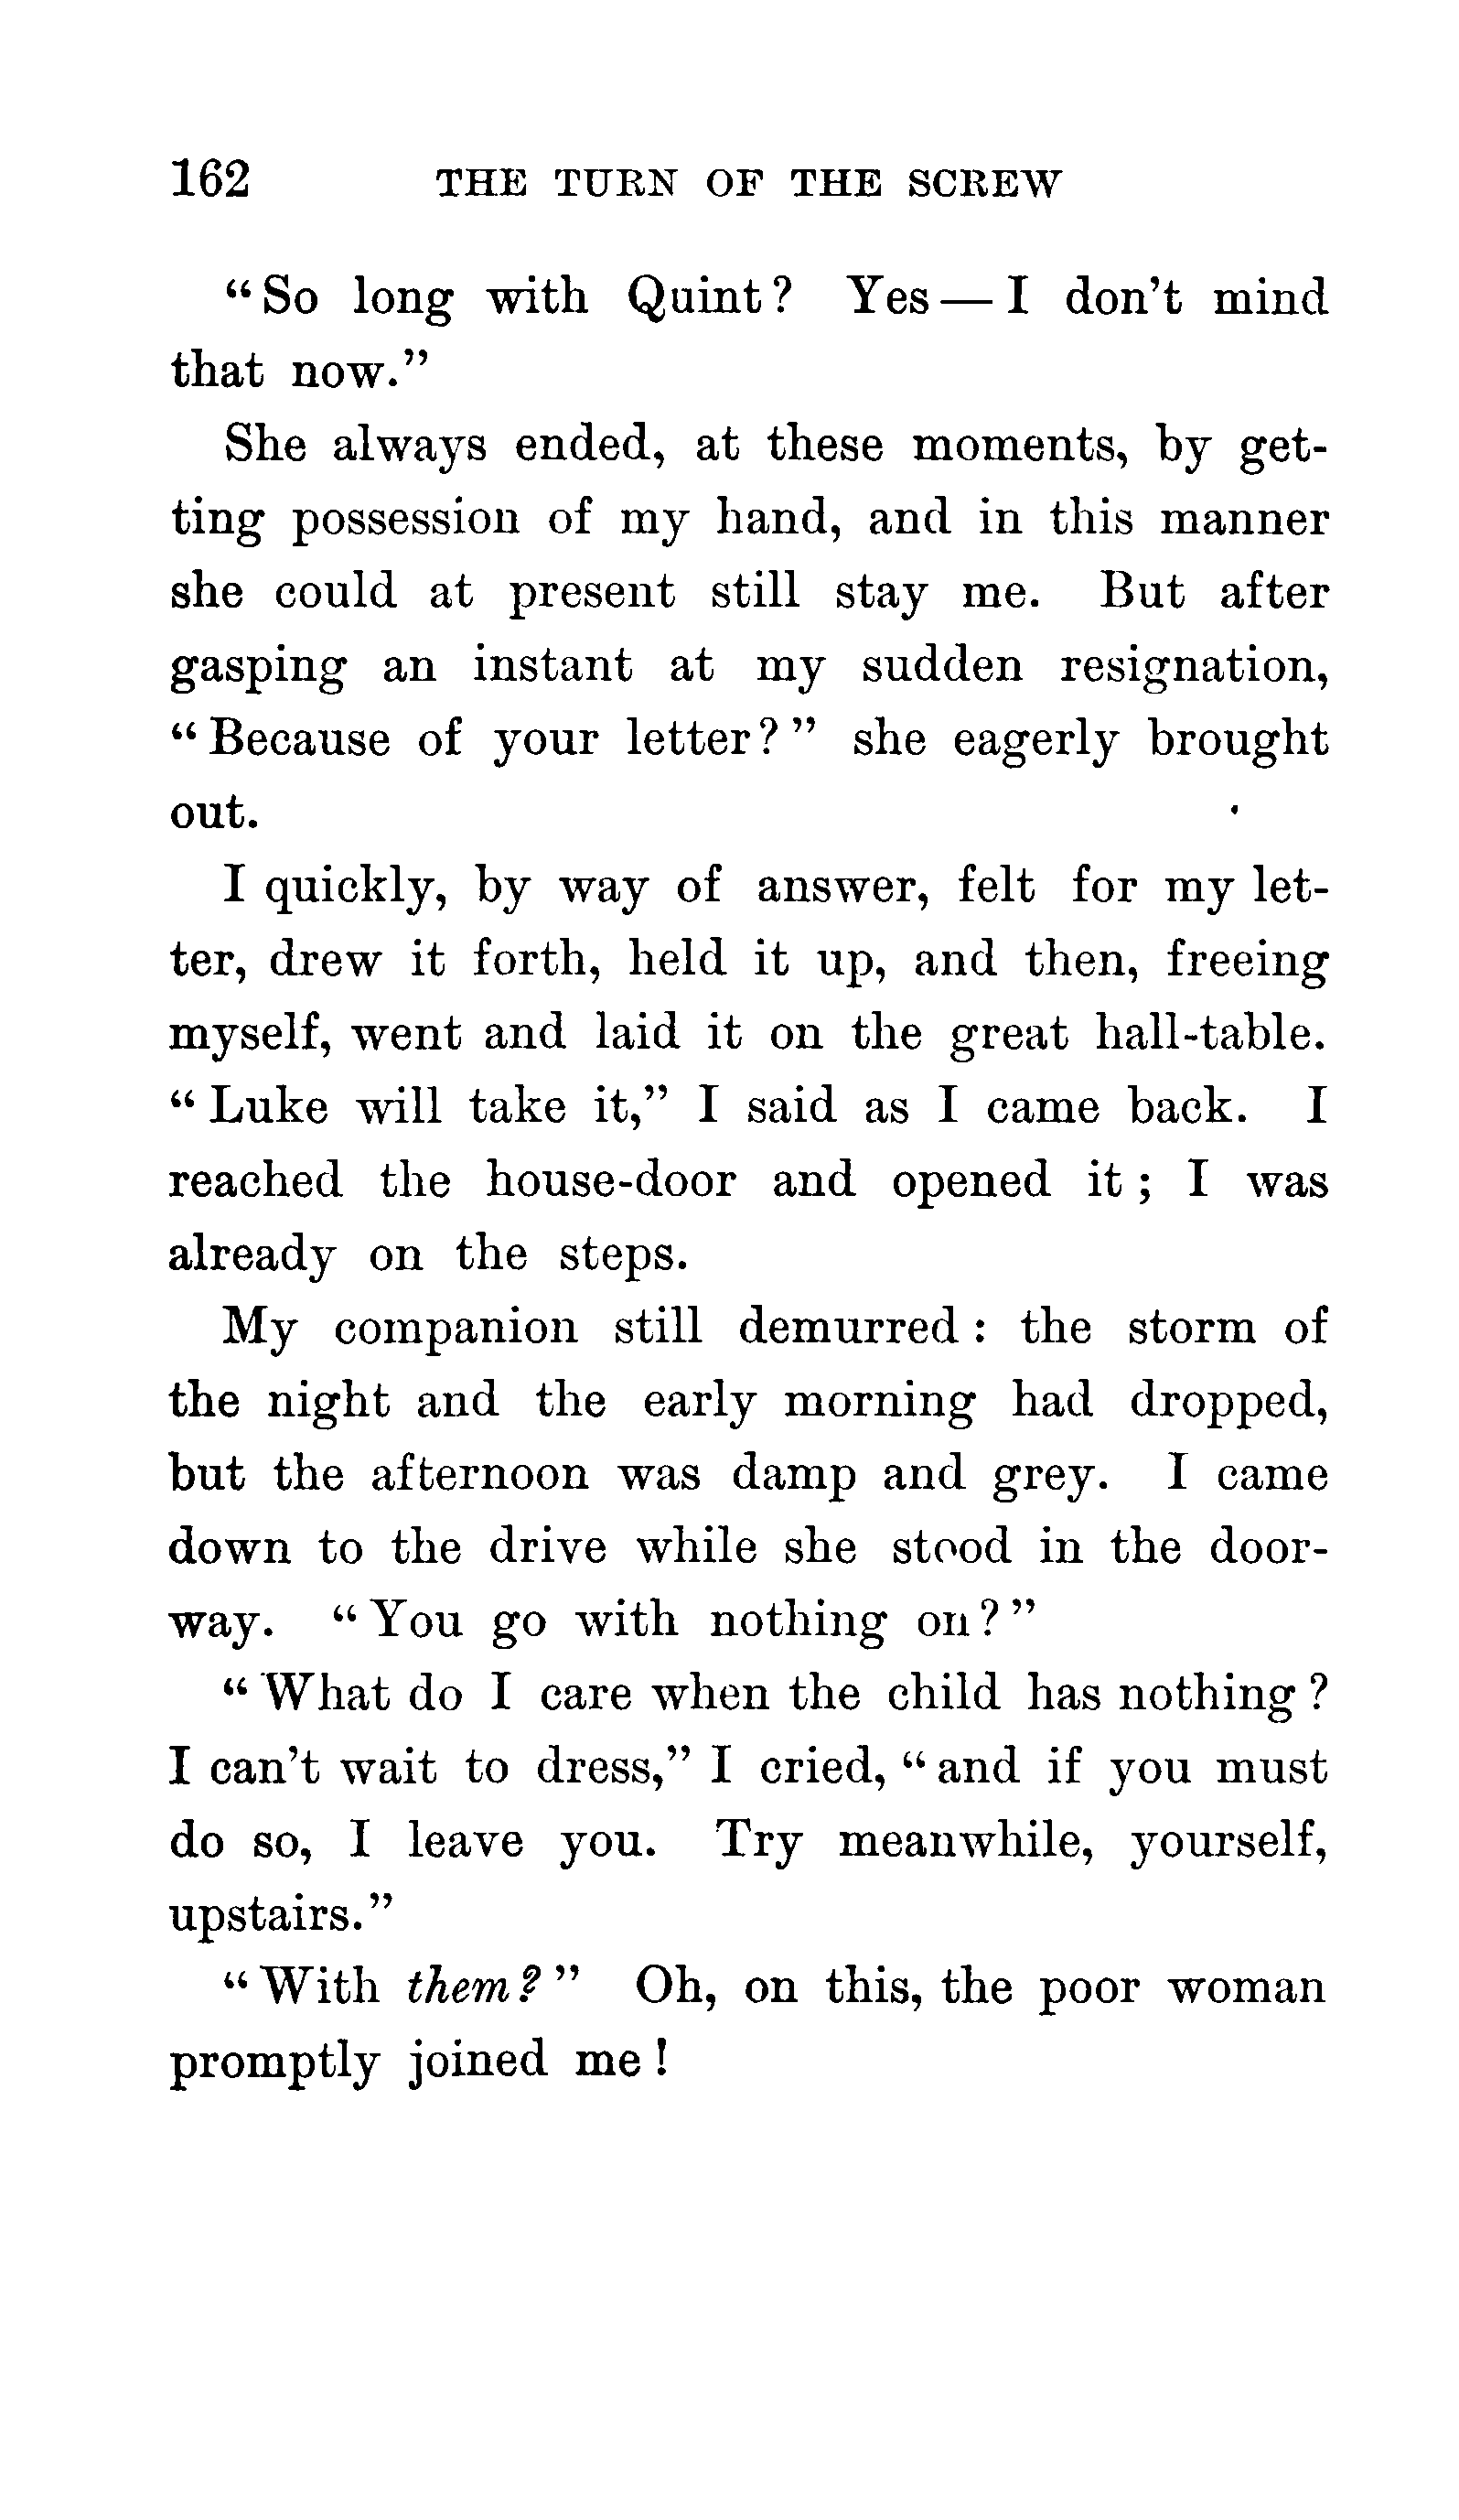 162 THE TURN OF THE SCREW
“So long with Quint? Yes — I don’t mind
that now.”
She always ended, at these moments, by get-
ting possession of my hand, and in this manner
she could at present still stay me. But after
gasping an instant at my sudden resignation,
“Because of your letter?” she eagerly brought
out.
I quickly, by way of answer, felt for my let-
ter, drew it forth, held it up, and then, freeing
myself, went and laid it on the great hall-table.
“Luke will take it,” I said as I came back. I
reached the house-door and opened it; I was
already on the steps.
My companion still demurred: the storm of
the night and the early morning had dropped,
but the afternoon was damp and grey. I came
down to the drive while she stood in the door-
way. “You go with nothing on?”
“What do I care when the child has nothing?
I can’t wait to dress,” I cried, “and if you must
do so, I leave you. Try meanwhile, yourself,
upstairs.”
“With them?” Oh, on this, the poor woman
promptly joined me!